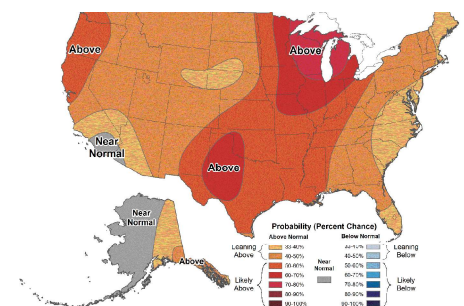 Above
Above
Near
Normal
Above
Near
Normal
Above
Probability (Percent Chance)
Above Normal
Below Normal
Leaning
Above
33-40%
40-50%
50-60%
60-70%
70-80%
80-90%
90-100%
Likely
Above
Near
Normal
33-40%
40-50%
50-60%
60-70%
70-80%
80-90%
90-100%
Leaning
Below
Likely
Below